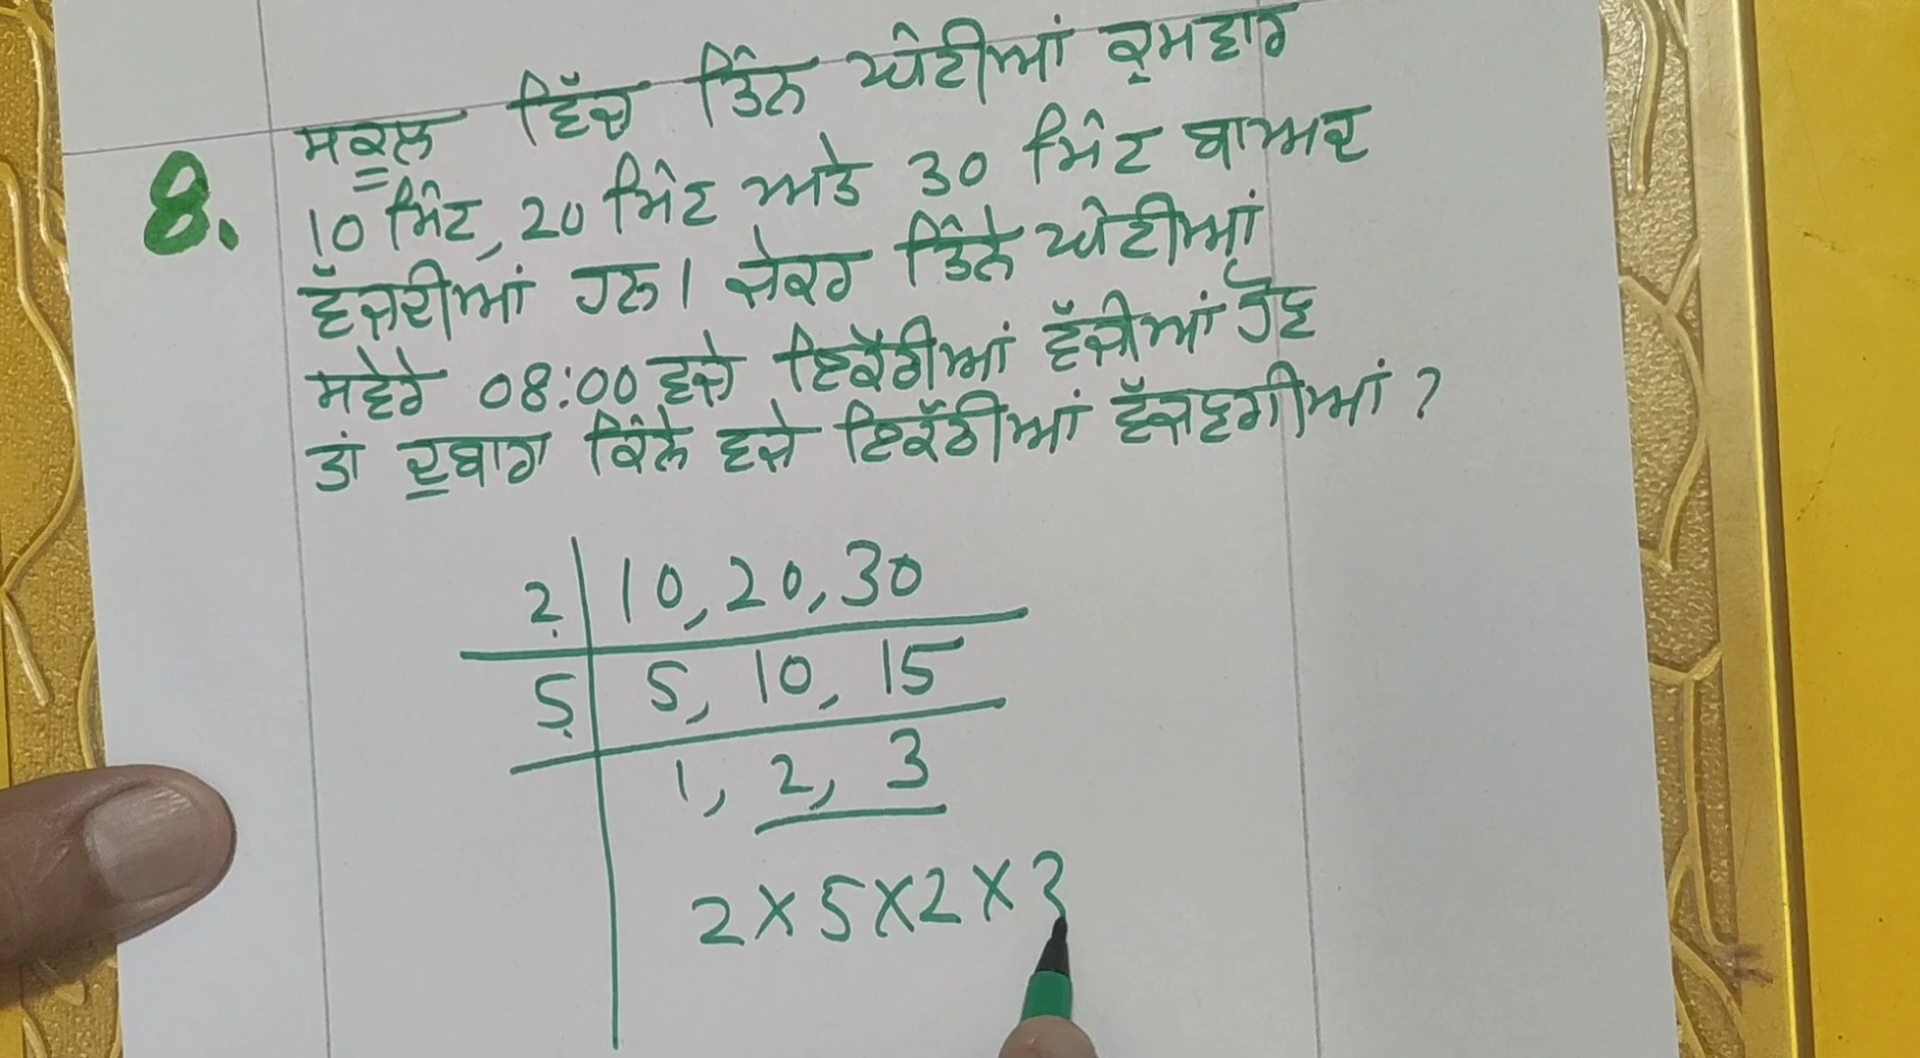 8. ਸਕੂਲ ਵਿੱਚ ਤਿੰਨ ਘੰਟੀਆਂ ਕ੍ਰਮਵਾਰ
10 ਮਿੰਟ, 20 ਮਿੰਟ ਅਤੇ 30 ਮਿੰਟ ਬਾਅਦ
ਵੱਜਦੀਆਂ ਹਨ। ਜੇਕਰ ਤਿੰਨੇ ਘੰਟੀਆਂ
ਸਵੇਰੇ 08:00 ਵਜੇ ਇਕੱਠੀਆਂ ਵੱਜੀਆਂ ਹੋਣ
ਤਾਂ ਦੁਬਾਰਾ ਕਿੰਨੇ ਵਜੇ ਇਕੱਠੀਆਂ ਵੱਜਣਗੀਆਂ ?
2 | 10, 20, 30
5 | 5, 10, 15
1, 2, 3
2 × 5 × 2 × 3